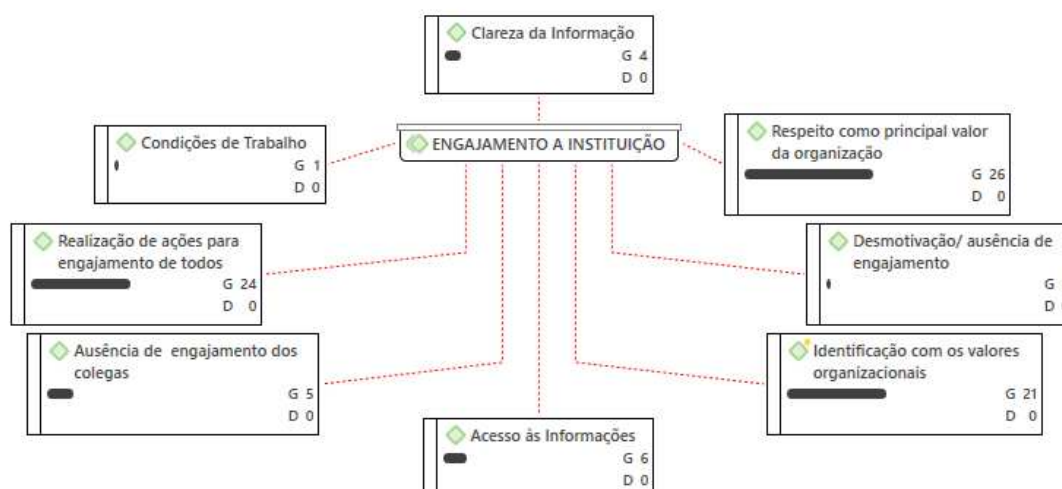 Clareza da Informação
G 4
D 0
Condições de Trabalho
G 1
D 0
ENGAJAMENTO A INSTITUIÇÃO
Respeito como principal valor
da organização
G 26
D 0
Realização de ações para
engajamento de todos
G 24
D 0
Desmotivação/ ausência de
engajamento
G
D
Ausência de engajamento dos
colegas
G 5
D 0
Identificação com os valores
organizacionais
G 21
D 0
Acesso às Informações
G 6
D 0